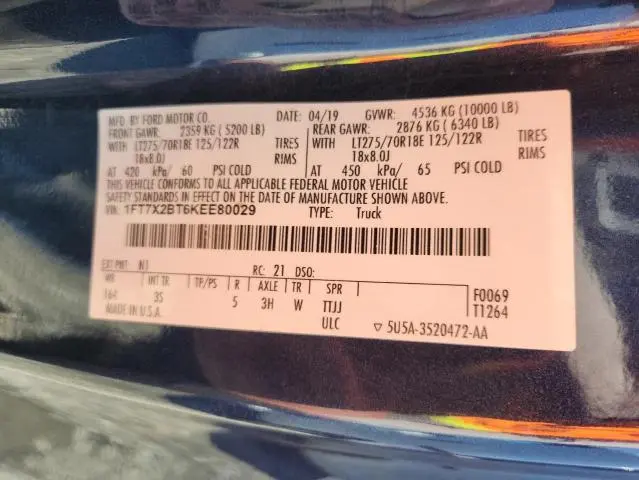 MFD. BY FORD MOTOR CO. DATE: 04/19 GVWR: 4536 KG (10000 LB)
FRONT GAWR: 2359 KG (5200 LB) REAR GAWR: 2876 KG (6340 LB)
WITH LT275/70R18E 125/122R TIRES WITH LT275/70R18E 125/122R TIRES
18x8.0J RIMS 18x8.0J RIMS
AT 420 kPa/ 60 PSI COLD AT 450 kPa/ 65 PSI COLD
THIS VEHICLE CONFORMS TO ALL APPLICABLE FEDERAL MOTOR VEHICLE
SAFETY STANDARDS IN EFFECT ON THE DATE OF MANUFACTURE SHOWN ABOVE.
VIN: 1FT7X2BT6KEE80029 TYPE: Truck
EXT PNT: N1 RC: 21 DSO:
WB INT TR TP/PS R AXLE TR SPR F0069
164 3S 5 3H W TTJJ T1264
MADE IN U.S.A. ULC ▽ 5U5A-3520472-AA